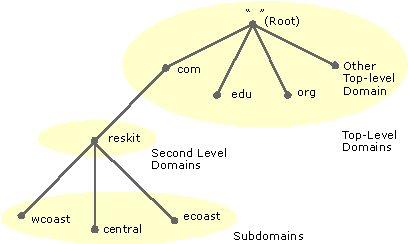 " "
(Root)
com
edu
org
Other
Top-level
Domain
Top-Level
Domains
reskit
Second Level
Domains
wcoast
central
ecoast
Subdomains